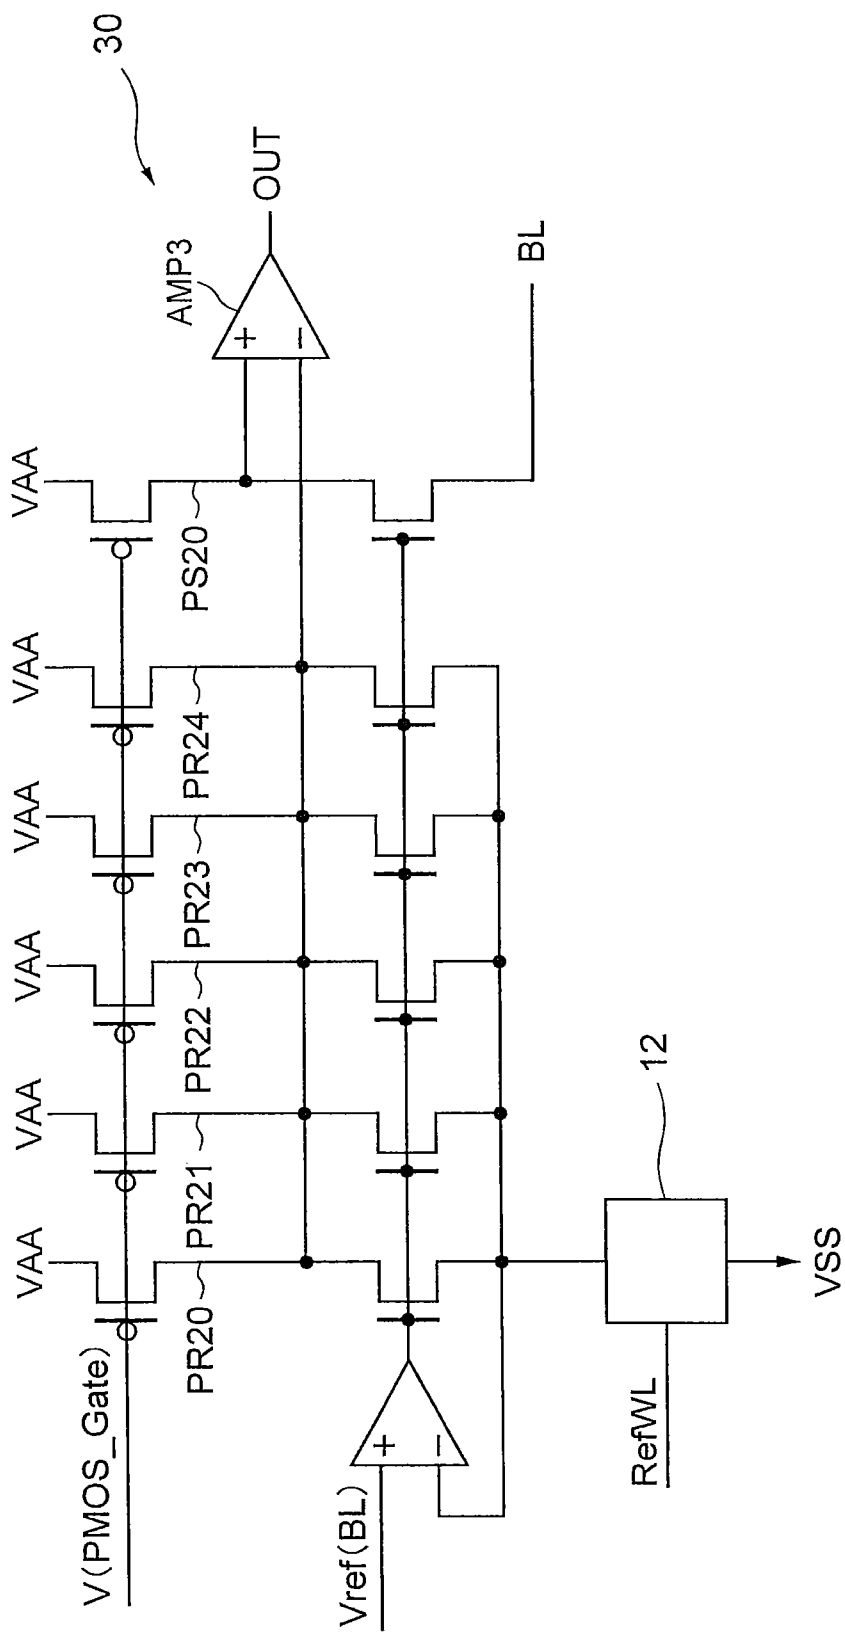 30
VAA
VAA
VAA
VAA
VAA
VAA
V(PMOS_Gate)
PR20
PR21
PR22
PR23
PR24
PS20
AMP3
+
−
OUT
Vref(BL)
+
−
BL
RefWL
12
VSS